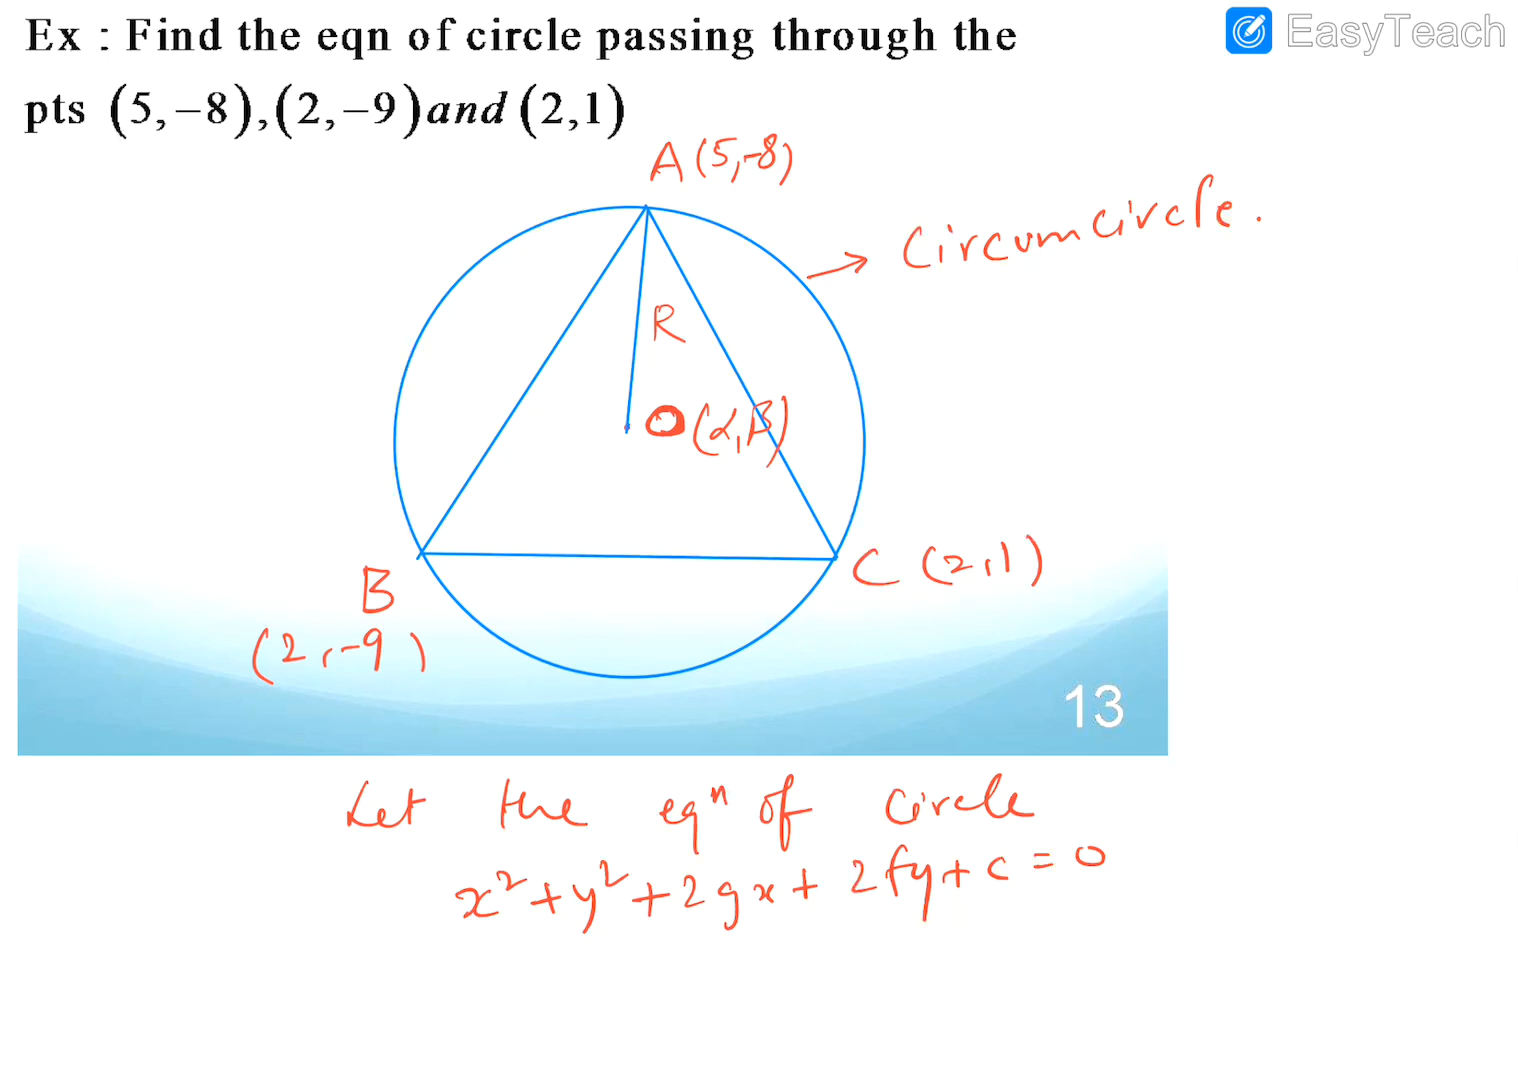 Ex : Find the eqn of circle passing through the
EasyTeach
pts (5,−8),(2,−9)and (2,1)
A (5,-8)
→ Circumcircle.
R
O(α,β)
C (2,1)
B
(2,-9)
13
Let the eqⁿ of circle
x²+y²+2gx+2fy+c=0